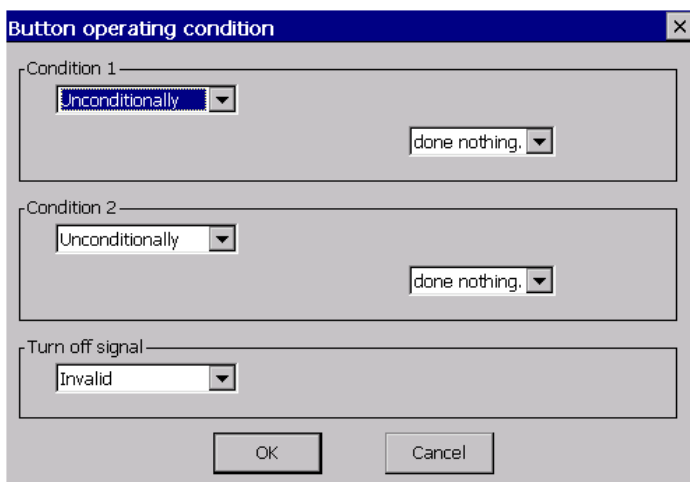 Button operating condition
Condition 1
Unconditionally
done nothing.
Condition 2
Unconditionally
done nothing.
Turn off signal
Invalid
OK Cancel